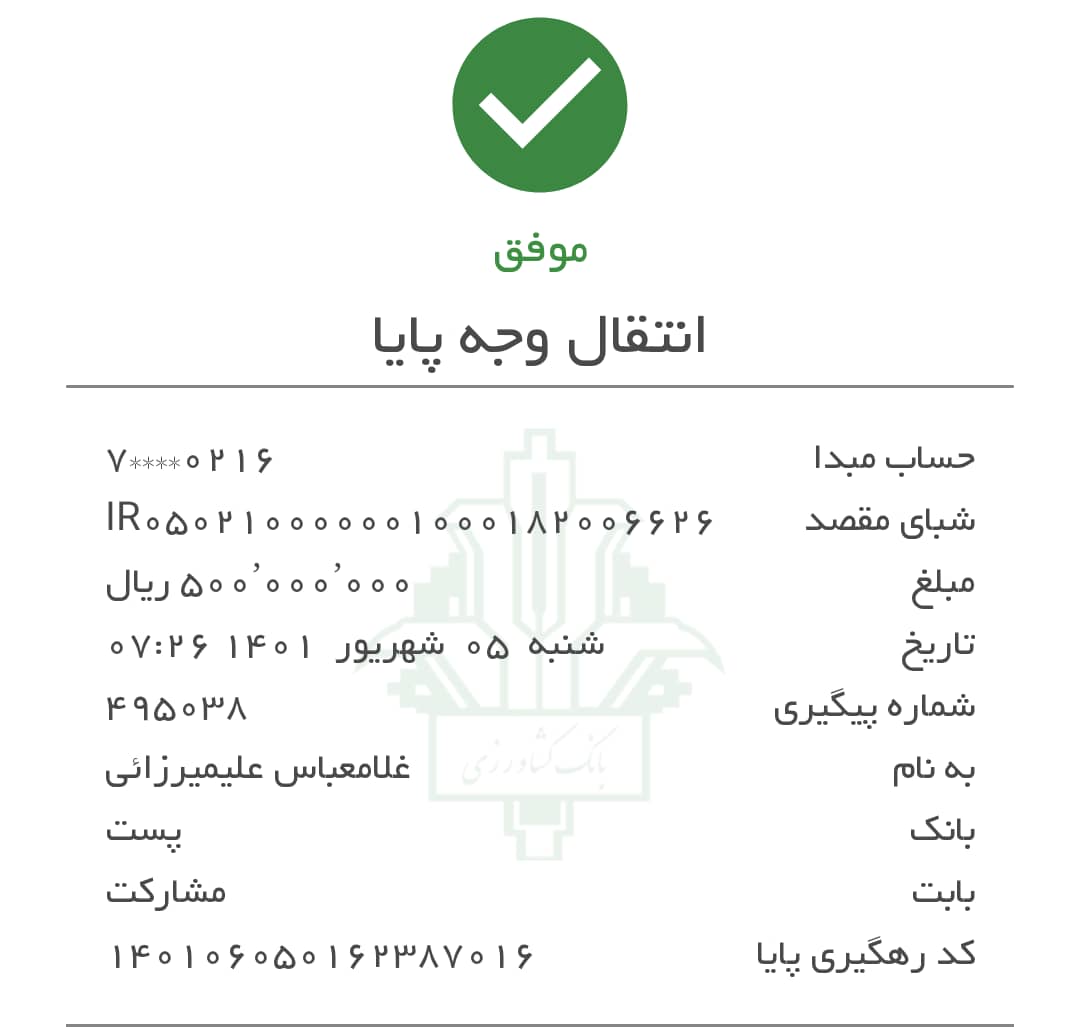 موفق
انتقال وجه پایا
حساب مبدا ۷****۰۲۱۶
شبای مقصد IR۰۵۰۲۱۰۰۰۰۰۰۱۰۰۰۱۸۲۰۰۶۶۲۶
مبلغ ۵۰۰٬۰۰۰٬۰۰۰ ریال
تاریخ شنبه ۰۵ شهریور ۱۴۰۱ ۰۷:۲۶
شماره پیگیری ۴۹۵۰۳۸
به نام غلامعباس علیمیرزائی
بانک پست
بابت مشارکت
کد رهگیری پایا ۱۴۰۱۰۶۰۵۰۱۶۲۳۸۷۰۱۶
بانک کشاورزی